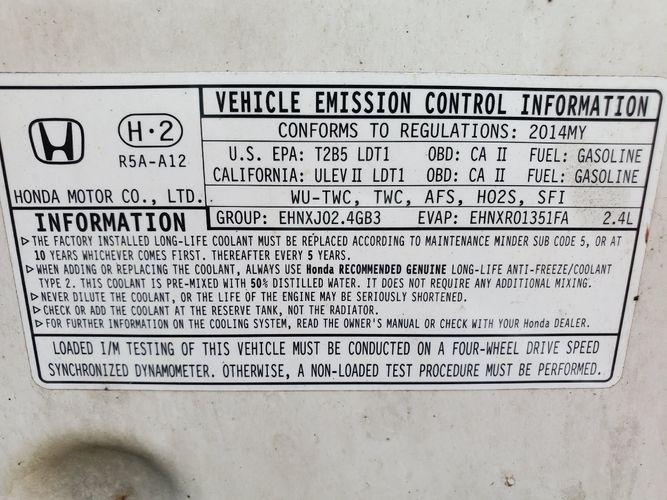 VEHICLE EMISSION CONTROL INFORMATION
H·2
R5A-A12
HONDA MOTOR CO., LTD.
CONFORMS TO REGULATIONS: 2014MY
U.S. EPA: T2B5 LDT1 OBD: CA II FUEL: GASOLINE
CALIFORNIA: ULEV II LDT1 OBD: CA II FUEL: GASOLINE
WU-TWC, TWC, AFS, HO2S, SFI
GROUP: EHNXJ02.4GB3 EVAP: EHNXR01351FA 2.4L
INFORMATION
▷THE FACTORY INSTALLED LONG-LIFE COOLANT MUST BE REPLACED ACCORDING TO MAINTENANCE MINDER SUB CODE 5, OR AT
10 YEARS WHICHEVER COMES FIRST. THEREAFTER EVERY 5 YEARS.
▷WHEN ADDING OR REPLACING THE COOLANT, ALWAYS USE Honda RECOMMENDED GENUINE LONG-LIFE ANTI-FREEZE/COOLANT
TYPE 2. THIS COOLANT IS PRE-MIXED WITH 50% DISTILLED WATER. IT DOES NOT REQUIRE ANY ADDITIONAL MIXING.
▷NEVER DILUTE THE COOLANT, OR THE LIFE OF THE ENGINE MAY BE SERIOUSLY SHORTENED.
▷CHECK OR ADD THE COOLANT AT THE RESERVE TANK, NOT THE RADIATOR.
▷FOR FURTHER INFORMATION ON THE COOLING SYSTEM, READ THE OWNER'S MANUAL OR CHECK WITH YOUR Honda DEALER.
LOADED I/M TESTING OF THIS VEHICLE MUST BE CONDUCTED ON A FOUR-WHEEL DRIVE SPEED
SYNCHRONIZED DYNAMOMETER. OTHERWISE, A NON-LOADED TEST PROCEDURE MUST BE PERFORMED.